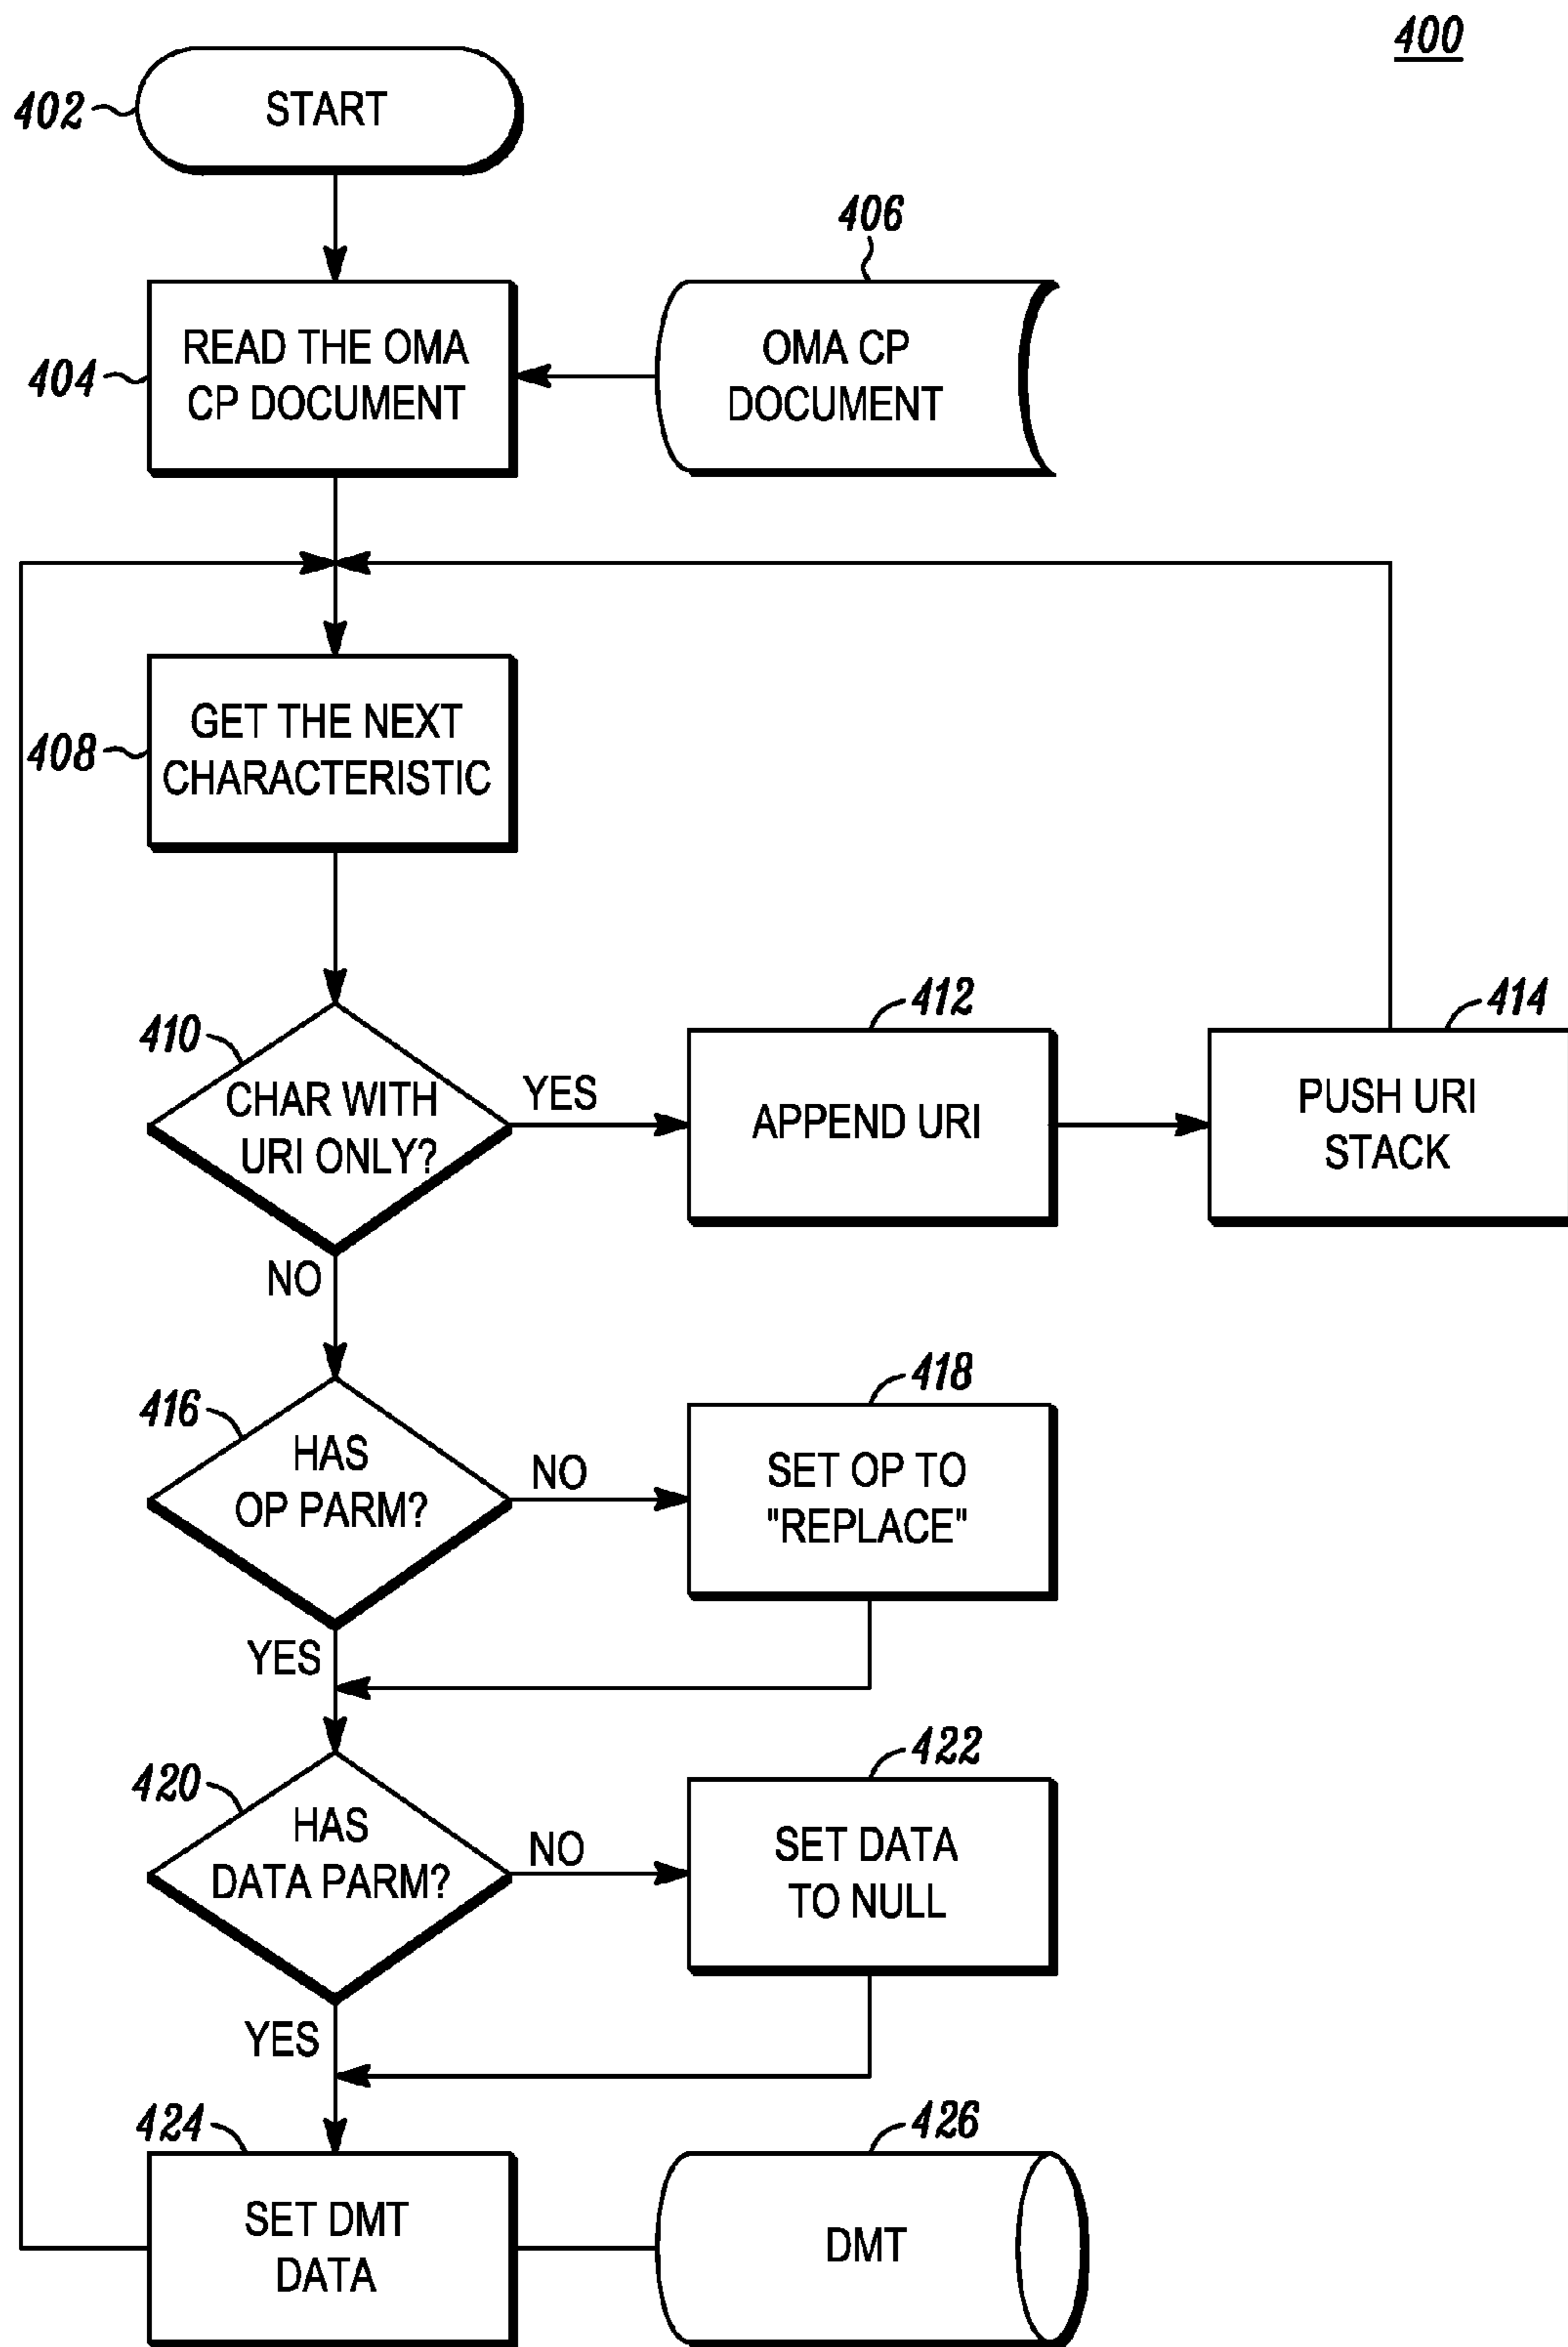 400
402
START
406
404
READ THE OMA
CP DOCUMENT
OMA CP
DOCUMENT
408
GET THE NEXT
CHARACTERISTIC
410
CHAR WITH
URI ONLY?
YES
NO
412
APPEND URI
414
PUSH URI
STACK
416
HAS
OP PARM?
NO
YES
418
SET OP TO
"REPLACE"
420
HAS
DATA PARM?
NO
YES
422
SET DATA
TO NULL
424
SET DMT
DATA
426
DMT